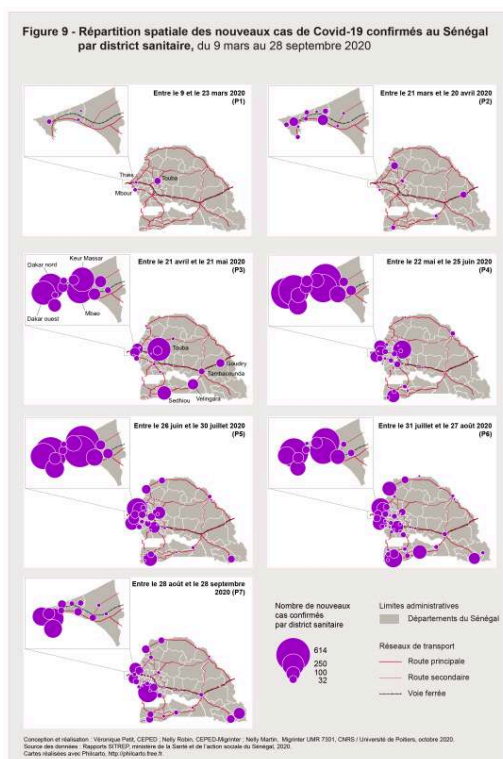 Figure 9 - Répartition spatiale des nouveaux cas de Covid-19 confirmés au Sénégal
par district sanitaire, du 9 mars au 28 septembre 2020
Entre le 9 et le 23 mars 2020
(P1)
Thiès
Touba
Mbour
Entre le 21 mars et le 20 avril 2020
(P2)
Entre le 21 avril et le 21 mai 2020
(P3)
Dakar nord
Keur Massar
Dakar ouest
Mbao
Touba
Goudiry
Tambacounda
Velingara
Sedhiou
Entre le 22 mai et le 25 juin 2020
(P4)
Entre le 26 juin et le 30 juillet 2020
(P5)
Entre le 31 juillet et le 27 août 2020
(P6)
Entre le 28 août et le 28 septembre
2020 (P7)
Nombre de nouveaux
cas confirmés
par district sanitaire
614
250
100
32
Limites administratives
Départements du Sénégal
Réseaux de transport
Route principale
Route secondaire
Voie ferrée
Conception et réalisation : Véronique Petit, CEPED ; Nelly Robin, CEPED-Migrinter ; Nelly Martin, Migrinter UMR 7301, CNRS / Université de Poitiers, octobre 2020.
Source des données : Rapports SITREP, ministère de la Santé et de l'action sociale du Sénégal, 2020.
Cartes réalisées avec Philcarto, http://philcarto.free.fr